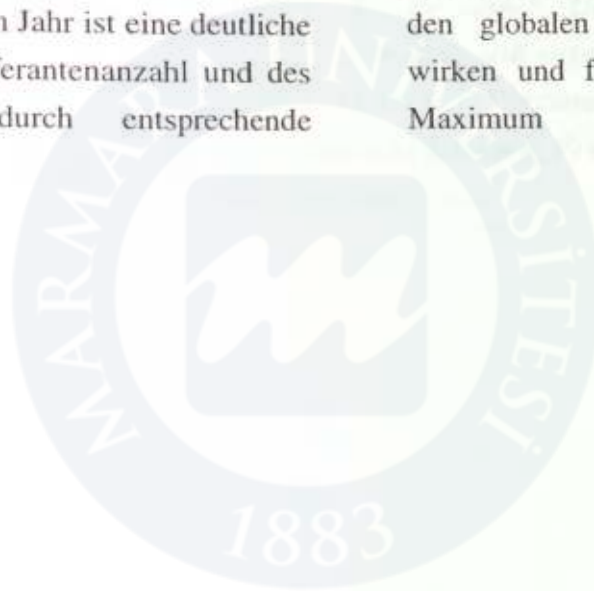 n Jahr ist eine deutliche
ferantenanzahl und des
durch entsprechende
den globalen
wirken und f
Maximum
MARMARA ÜNİVERSİTESİ
1883